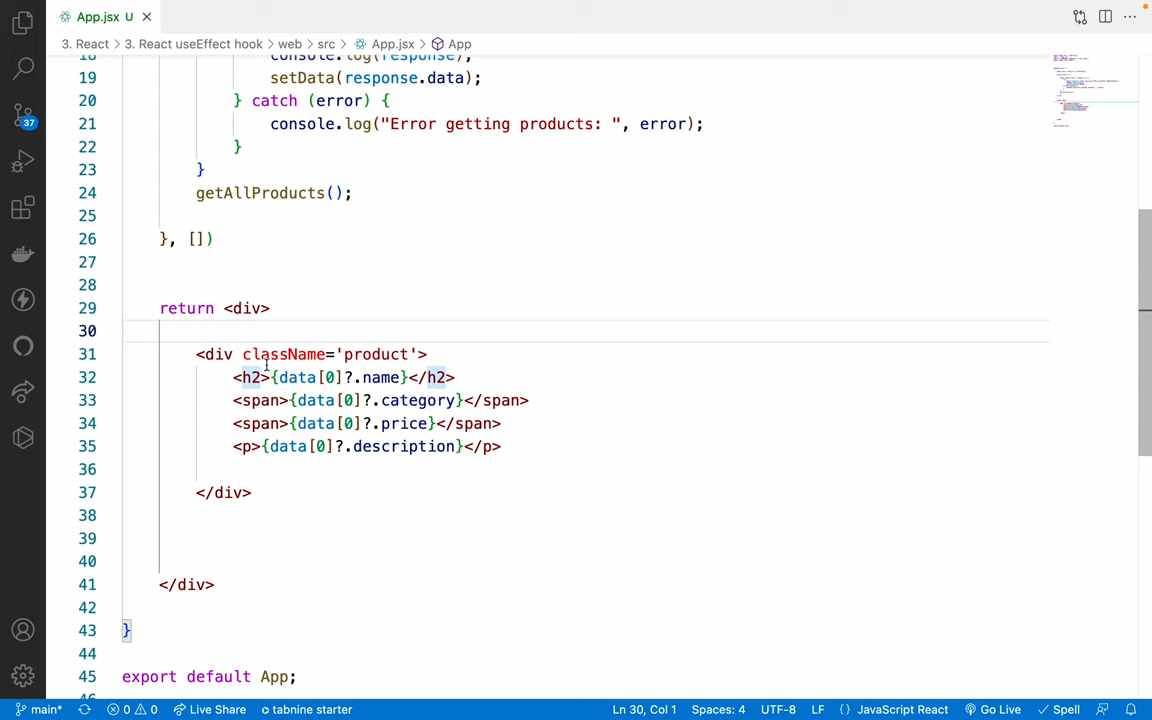 App.jsx U
3. React > 3. React useEffect hook > web > src > App.jsx > App
18 console.log(response);
19 setData(response.data);
20 } catch (error) {
21 console.log("Error getting products: ", error);
22 }
23 }
24 getAllProducts();
25
26 }, [])
27
28
29 return <div>
30
31 <div className='product'>
32 <h2>{data[0]?.name}</h2>
33 <span>{data[0]?.category}</span>
34 <span>{data[0]?.price}</span>
35 <p>{data[0]?.description}</p>
36
37 </div>
38
39
40
41 </div>
42
43 }
44
45 export default App;
46
37
main* 0 0 Live Share tabnine starter Ln 30, Col 1 Spaces: 4 UTF-8 LF {} JavaScript React Go Live Spell